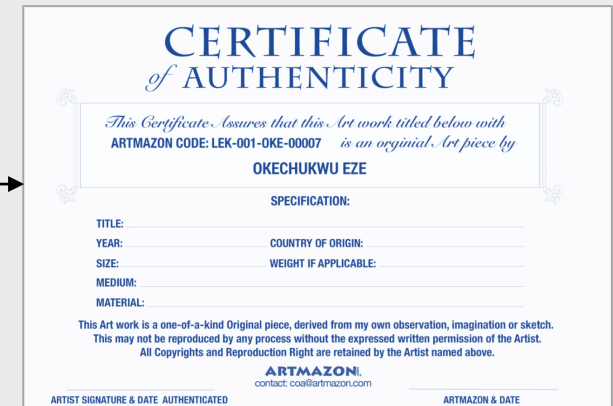 CERTIFICATE
of AUTHENTICITY
This Certificate Assures that this Art work titled below with
ARTMAZON CODE: LEK-001-OKE-00007 is an orginial Art piece by
OKECHUKWU EZE
SPECIFICATION:
TITLE:
YEAR: COUNTRY OF ORIGIN:
SIZE: WEIGHT IF APPLICABLE:
MEDIUM:
MATERIAL:
This Art work is a one-of-a-kind Original piece, derived from my own observation, imagination or sketch.
This may not be reproduced by any process without the expressed written permission of the Artist.
All Copyrights and Reproduction Right are retained by the Artist named above.
ARTMAZON
contact: coa@artmazon.com
ARTIST SIGNATURE & DATE AUTHENTICATED ARTMAZON & DATE